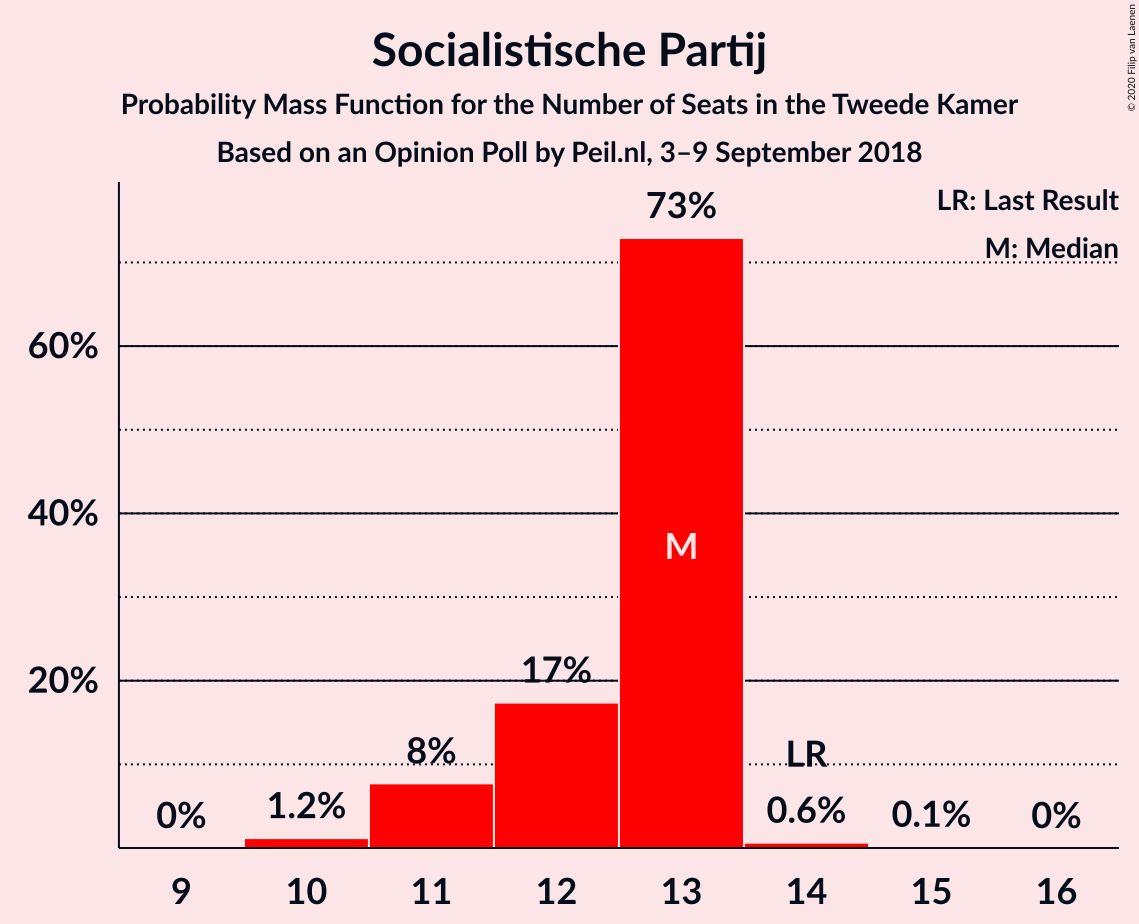 Socialistische Partij
Probability Mass Function for the Number of Seats in the Tweede Kamer
Based on an Opinion Poll by Peil.nl, 3–9 September 2018
© 2020 Filip van Laenen
LR: Last Result
M: Median
73%
60%
40%
M
20%
17%
8%
LR
0%
1.2%
0.6%
0.1%
0%
9 10 11 12 13 14 15 16